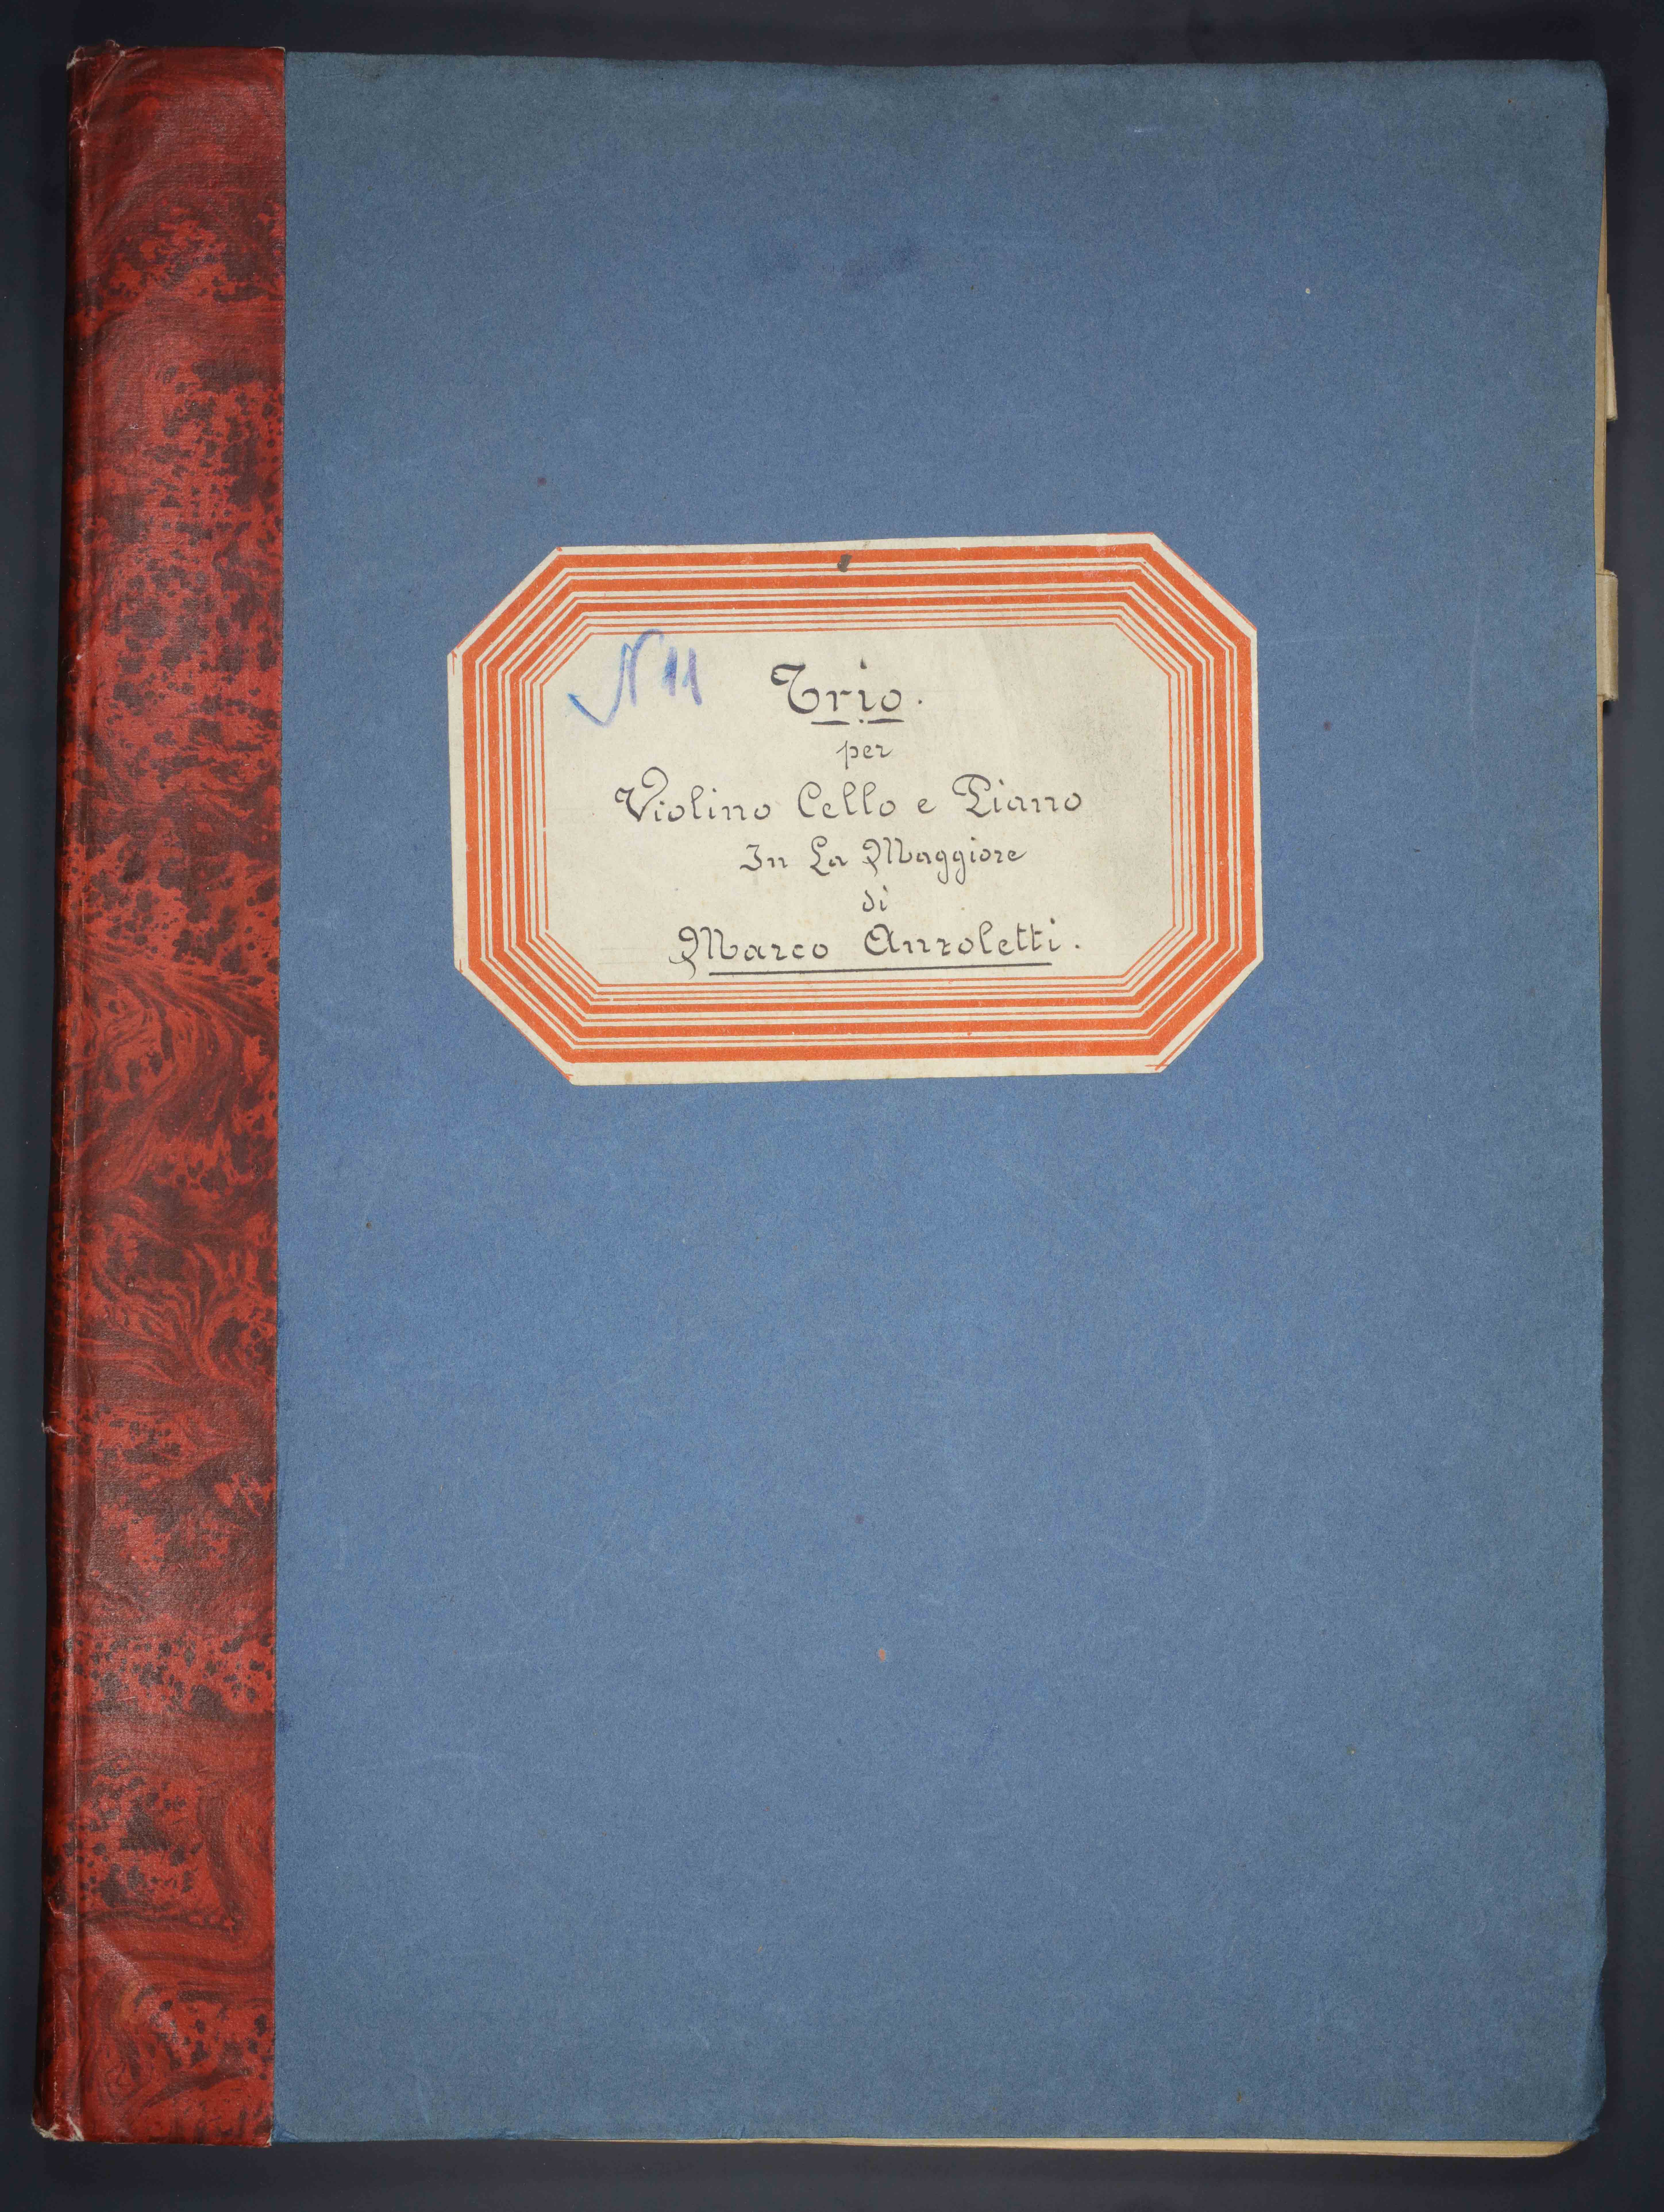 N 11
Trio.
per
Violino Cello e Piano
In La Maggiore
di
Marco Anzoletti.